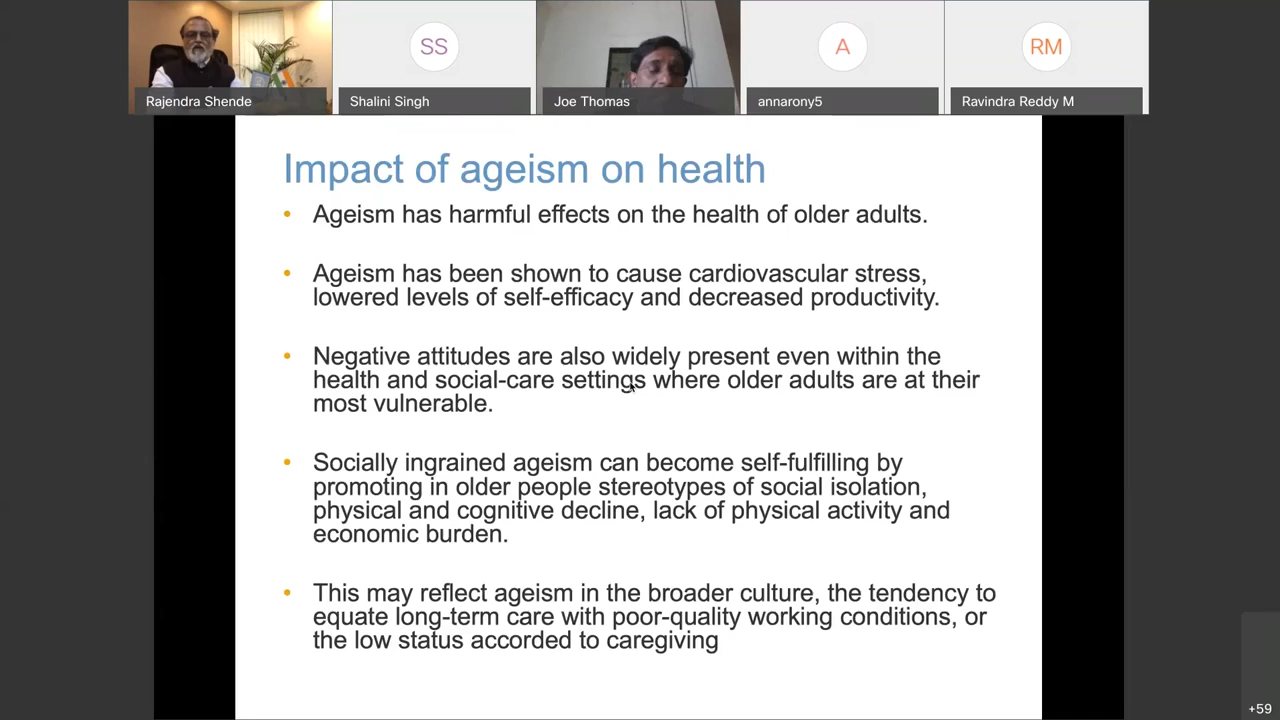 SS
A
RM
Rajendra Shende
Shalini Singh
Joe Thomas
annarony5
Ravindra Reddy M
Impact of ageism on health
• Ageism has harmful effects on the health of older adults.
• Ageism has been shown to cause cardiovascular stress,
lowered levels of self-efficacy and decreased productivity.
• Negative attitudes are also widely present even within the
health and social-care settings where older adults are at their
most vulnerable.
• Socially ingrained ageism can become self-fulfilling by
promoting in older people stereotypes of social isolation,
physical and cognitive decline, lack of physical activity and
economic burden.
• This may reflect ageism in the broader culture, the tendency to
equate long-term care with poor-quality working conditions, or
the low status accorded to caregiving
+59